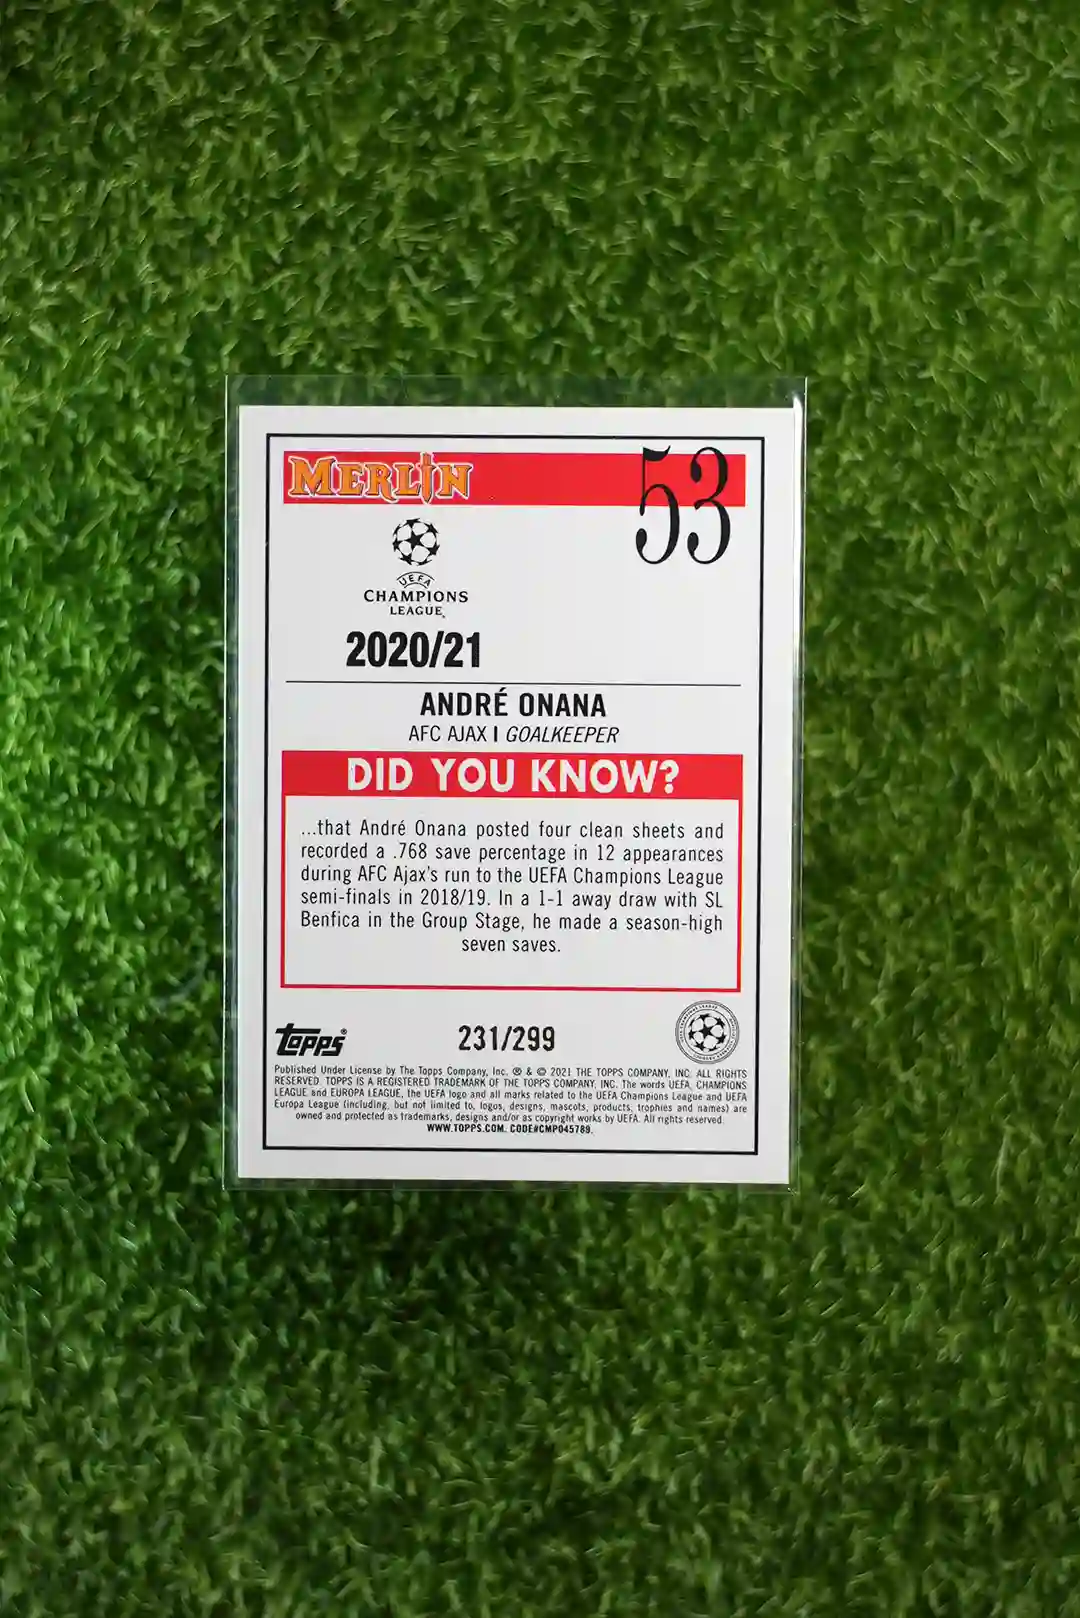 MERLIN
53
UEFA
CHAMPIONS
LEAGUE
2020/21
ANDRÉ ONANA
AFC AJAX | GOALKEEPER
DID YOU KNOW?
...that André Onana posted four clean sheets and
recorded a .768 save percentage in 12 appearances
during AFC Ajax's run to the UEFA Champions League
semi-finals in 2018/19. In a 1-1 away draw with SL
Benfica in the Group Stage, he made a season-high
seven saves.
Topps®
231/299
Published Under License by The Topps Company, Inc. ® & © 2021 THE TOPPS COMPANY, INC. ALL RIGHTS
RESERVED. TOPPS IS A REGISTERED TRADEMARK OF THE TOPPS COMPANY, INC. The words UEFA, CHAMPIONS
LEAGUE and EUROPA LEAGUE, the UEFA logo and all marks related to the UEFA Champions League and UEFA
Europa League (including, but not limited to, logos, designs, mascots, products, trophies and names) are
owned and protected as trademarks, designs and/or as copyright works by UEFA. All rights reserved.
WWW.TOPPS.COM. CODE#CMP045789.